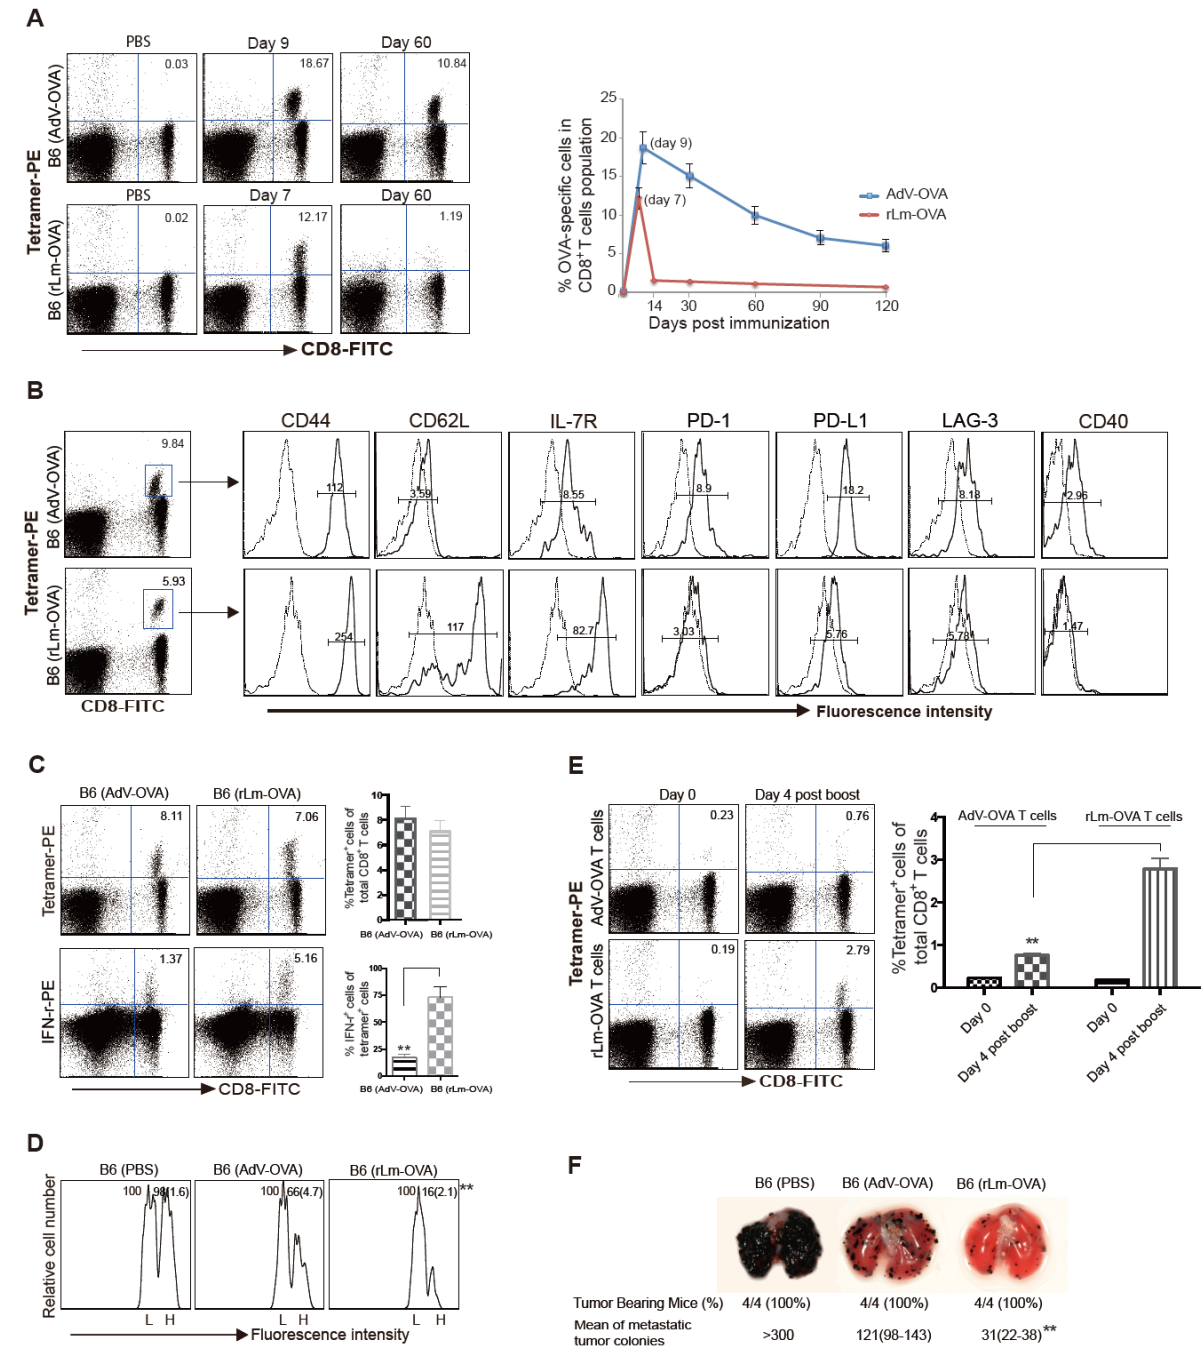 A
PBS
Day 9
Day 60
0.03
18.67
10.84
B6 (AdV-OVA)
PBS
Day 7
Day 60
0.02
12.17
1.19
B6 (rLm-OVA)
Tetramer-PE
CD8-FITC
% OVA-specific cells in
CD8+ T cells population
25
20
15
10
5
0
(day 9)
(day 7)
AdV-OVA
rLm-OVA
14
30
60
90
120
Days post immunization
B
CD44
CD62L
IL-7R
PD-1
PD-L1
LAG-3
CD40
9.84
112
3.59
8.55
8.9
18.2
8.18
2.96
B6 (AdV-OVA)
5.93
254
117
82.7
3.03
5.76
5.78
1.47
B6 (rLm-OVA)
Tetramer-PE
CD8-FITC
Fluorescence intensity
C
B6 (AdV-OVA)
B6 (rLm-OVA)
8.11
7.06
Tetramer-PE
1.37
5.16
IFN-r-PE
CD8-FITC
%Tetramer+ cells of
total CD8+ T cells
10
8
6
4
2
0
B6 (AdV-OVA)
B6 (rLm-OVA)
% IFN-r+ cells of
tetramer+ cells
100
75
50
25
0
**
B6 (AdV-OVA)
B6 (rLm-OVA)
D
B6 (PBS)
B6 (AdV-OVA)
B6 (rLm-OVA)
100
98(1.6)
100
66(4.7)
100
16(2.1)
**
Relative cell number
L
H
L
H
L
H
Fluorescence intensity
E
Day 0
Day 4 post boost
0.23
0.76
AdV-OVA T cells
0.19
2.79
rLm-OVA T cells
Tetramer-PE
CD8-FITC
%Tetramer+ cells of
total CD8+ T cells
4
3
2
1
0
AdV-OVA T cells
rLm-OVA T cells
**
Day 0
Day 4 post boost
Day 0
Day 4 post boost
F
B6 (PBS)
B6 (AdV-OVA)
B6 (rLm-OVA)
Tumor Bearing Mice (%)
4/4 (100%)
4/4 (100%)
4/4 (100%)
Mean of metastatic
tumor colonies
>300
121(98-143)
31(22-38)**